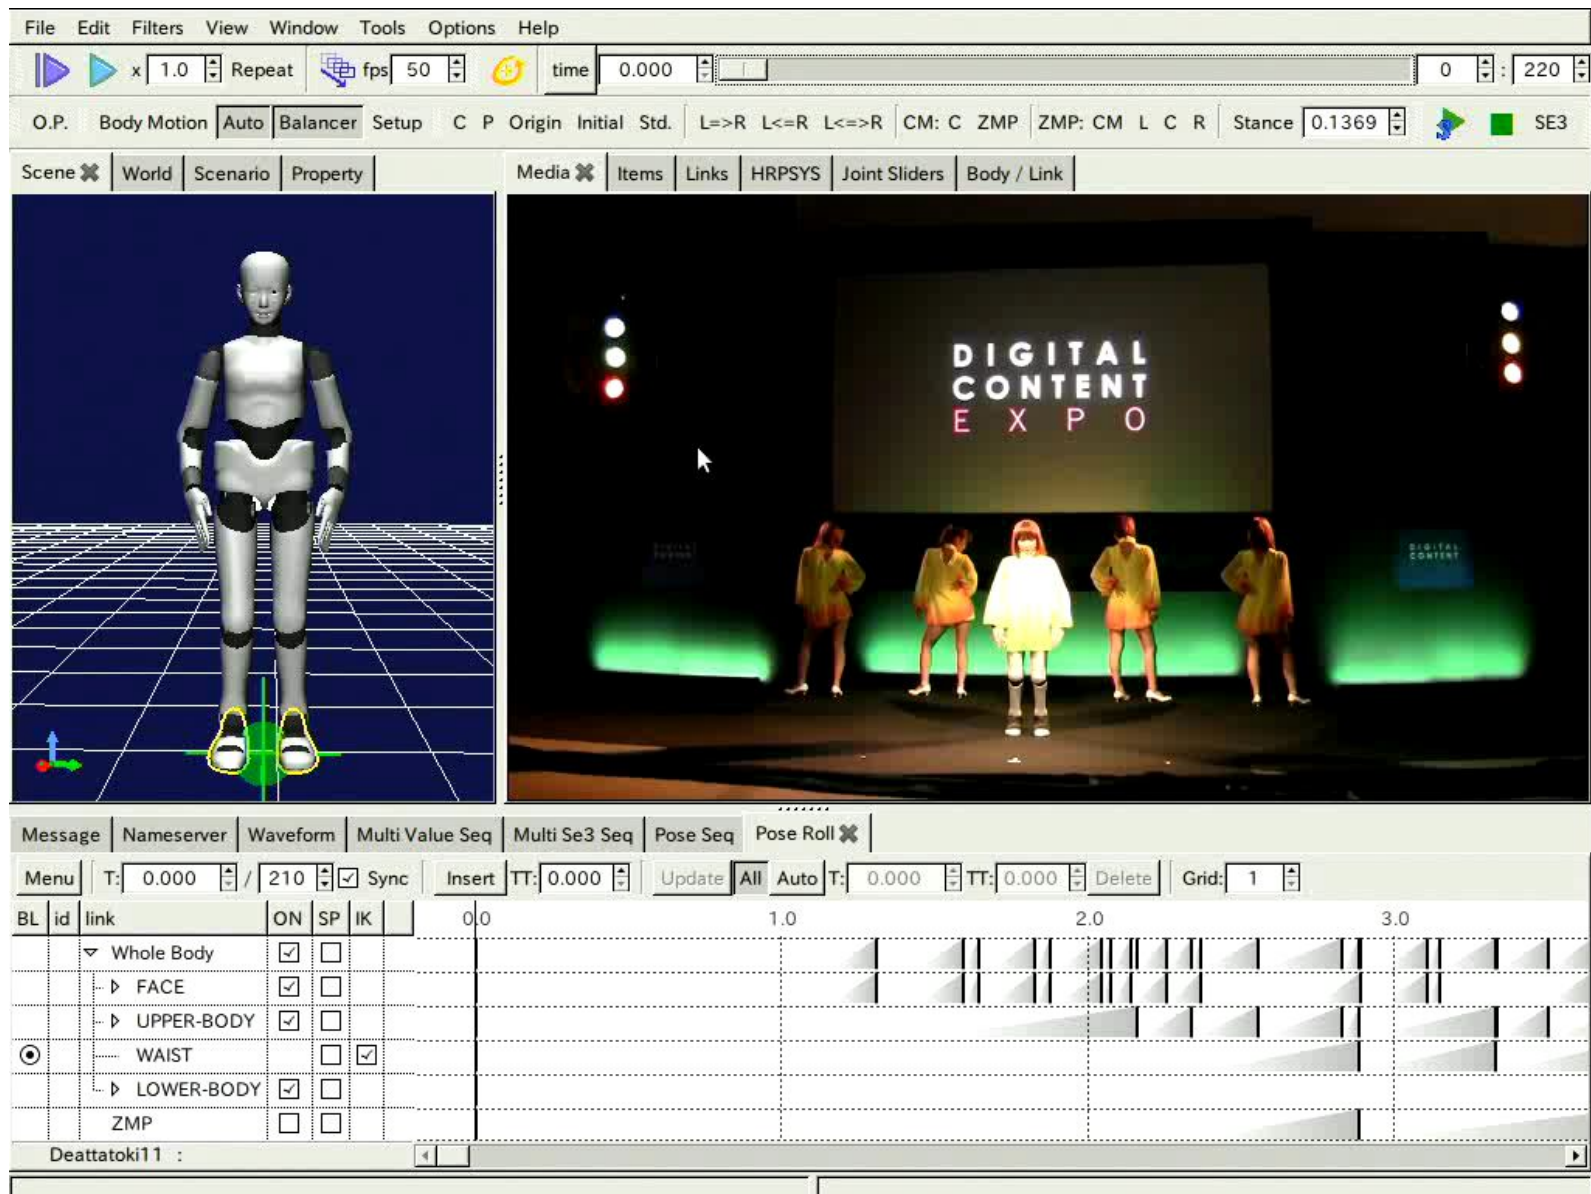 File Edit Filters View Window Tools Options Help
x 1.0 Repeat fps 50 time 0.000 0 : 220
O.P. Body Motion Auto Balancer Setup C P Origin Initial Std. L=>R L<=R L<=>R CM: C ZMP ZMP: CM L C R Stance 0.1369 SE3
Scene World Scenario Property
Media Items Links HRPSYS Joint Sliders Body / Link
DIGITAL
CONTENT
EXPO
DIGITAL
CONTENT
Message Nameserver Waveform Multi Value Seq Multi Se3 Seq Pose Seq Pose Roll
Menu T: 0.000 / 210 Sync Insert TT: 0.000 Update All Auto T: 0.000 TT: 0.000 Delete Grid: 1
BL id link ON SP IK 0.0 1.0 2.0 3.0
Whole Body
FACE
UPPER-BODY
WAIST
LOWER-BODY
ZMP
Deattatoki11 :